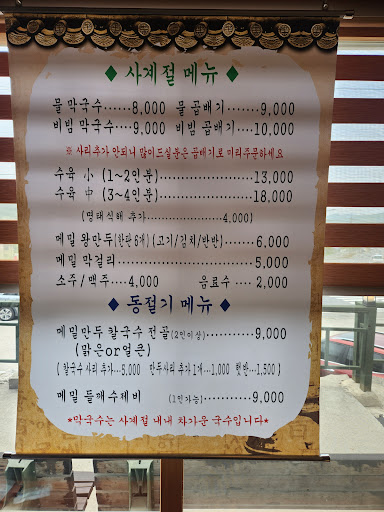 ◆ 사계절 메뉴 ◆
물 막국수······8,000 물 곱배기·······9,000
비빔 막국수····9,000 비빔 곱배기····10,000
※ 사리추가 안되니 많이드실분은 곱배기로 미리주문하세요
수육 小 (1~2인분)··················13,000
수육 中 (3~4인분)··················18,000
(명태식해 추가··················4,000)
메밀 왕만두(한판 6개) (고기/김치/반반)·······6,000
메밀 막걸리·························5,000
소주/맥주····4,000 음료수 ···· 2,000
◆ 동절기 메뉴 ◆
메밀만두 칼국수 전골(2인이상)··········9,000
(맑은or얼큰)
(칼국수사리 추가···5,000 만두사리 추가 1개···1,000 햇반···1,500)
메밀 들깨수제비 (1인가능)··········9,000
*막국수는 사계절 내내 차가운 국수입니다*